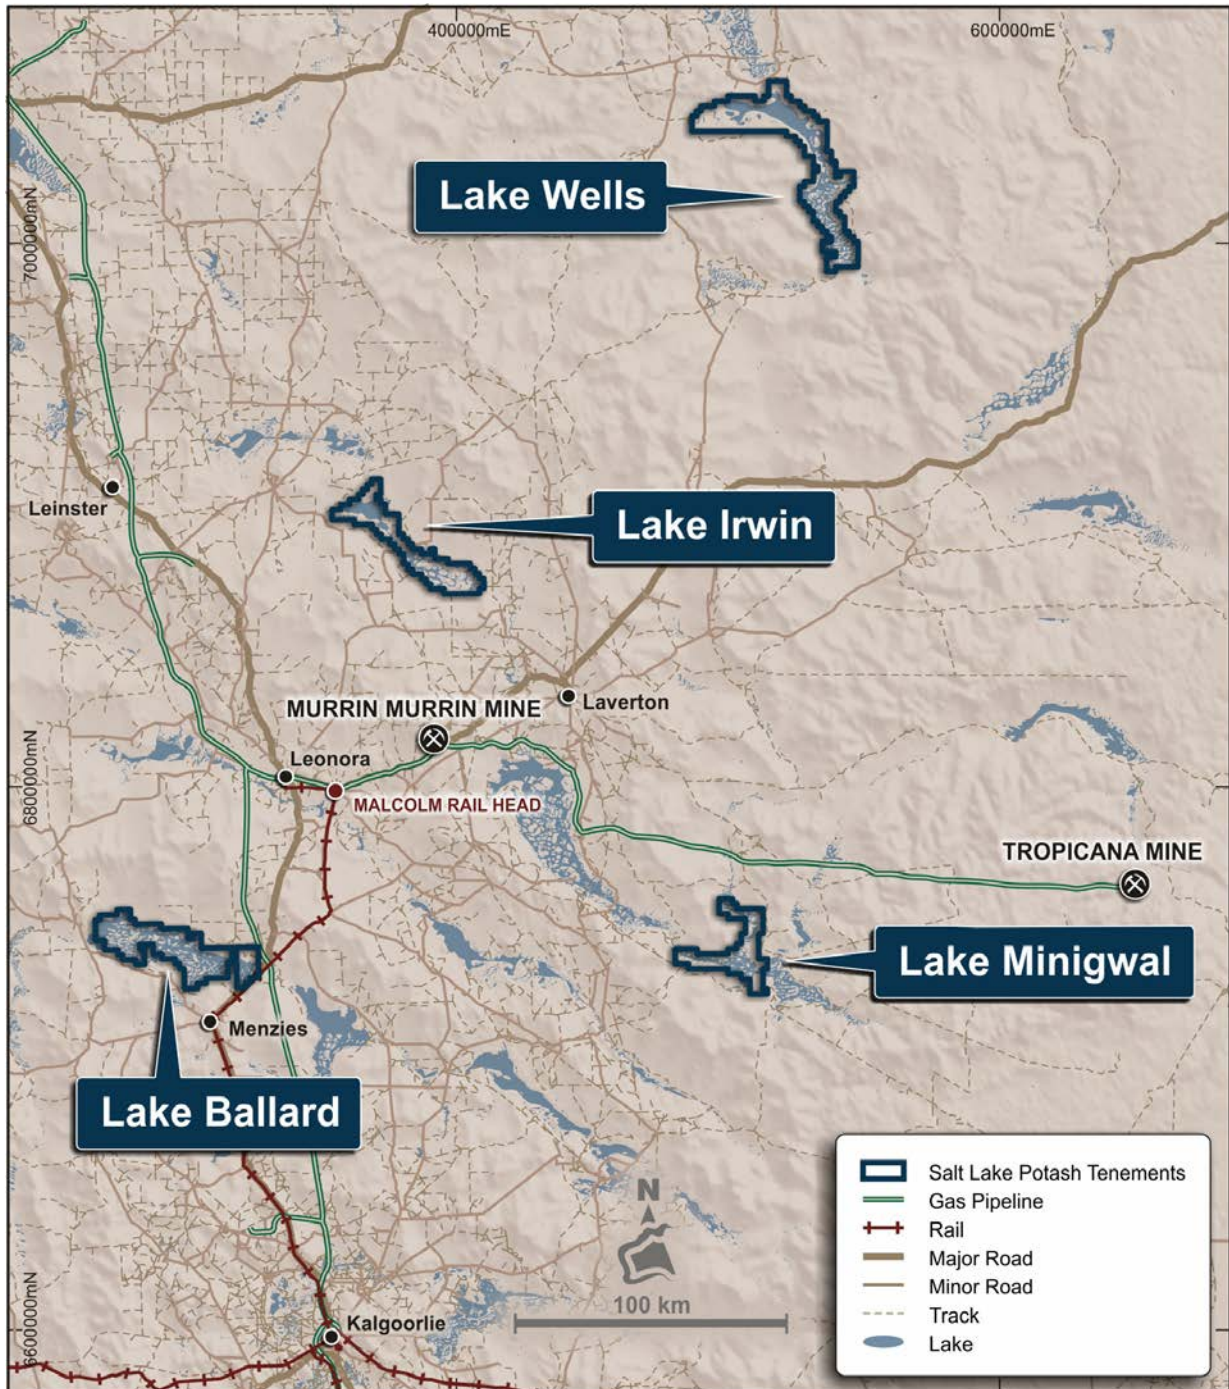 400000mE
600000mE
Lake Wells
7000000mN
Leinster
Lake Irwin
MURRIN MURRIN MINE
Laverton
Leonora
6800000mN
MALCOLM RAIL HEAD
TROPICANA MINE
Lake Minigwal
Menzies
Lake Ballard
N
100 km
Kalgoorlie
6600000mN
Salt Lake Potash Tenements
Gas Pipeline
Rail
Major Road
Minor Road
Track
Lake